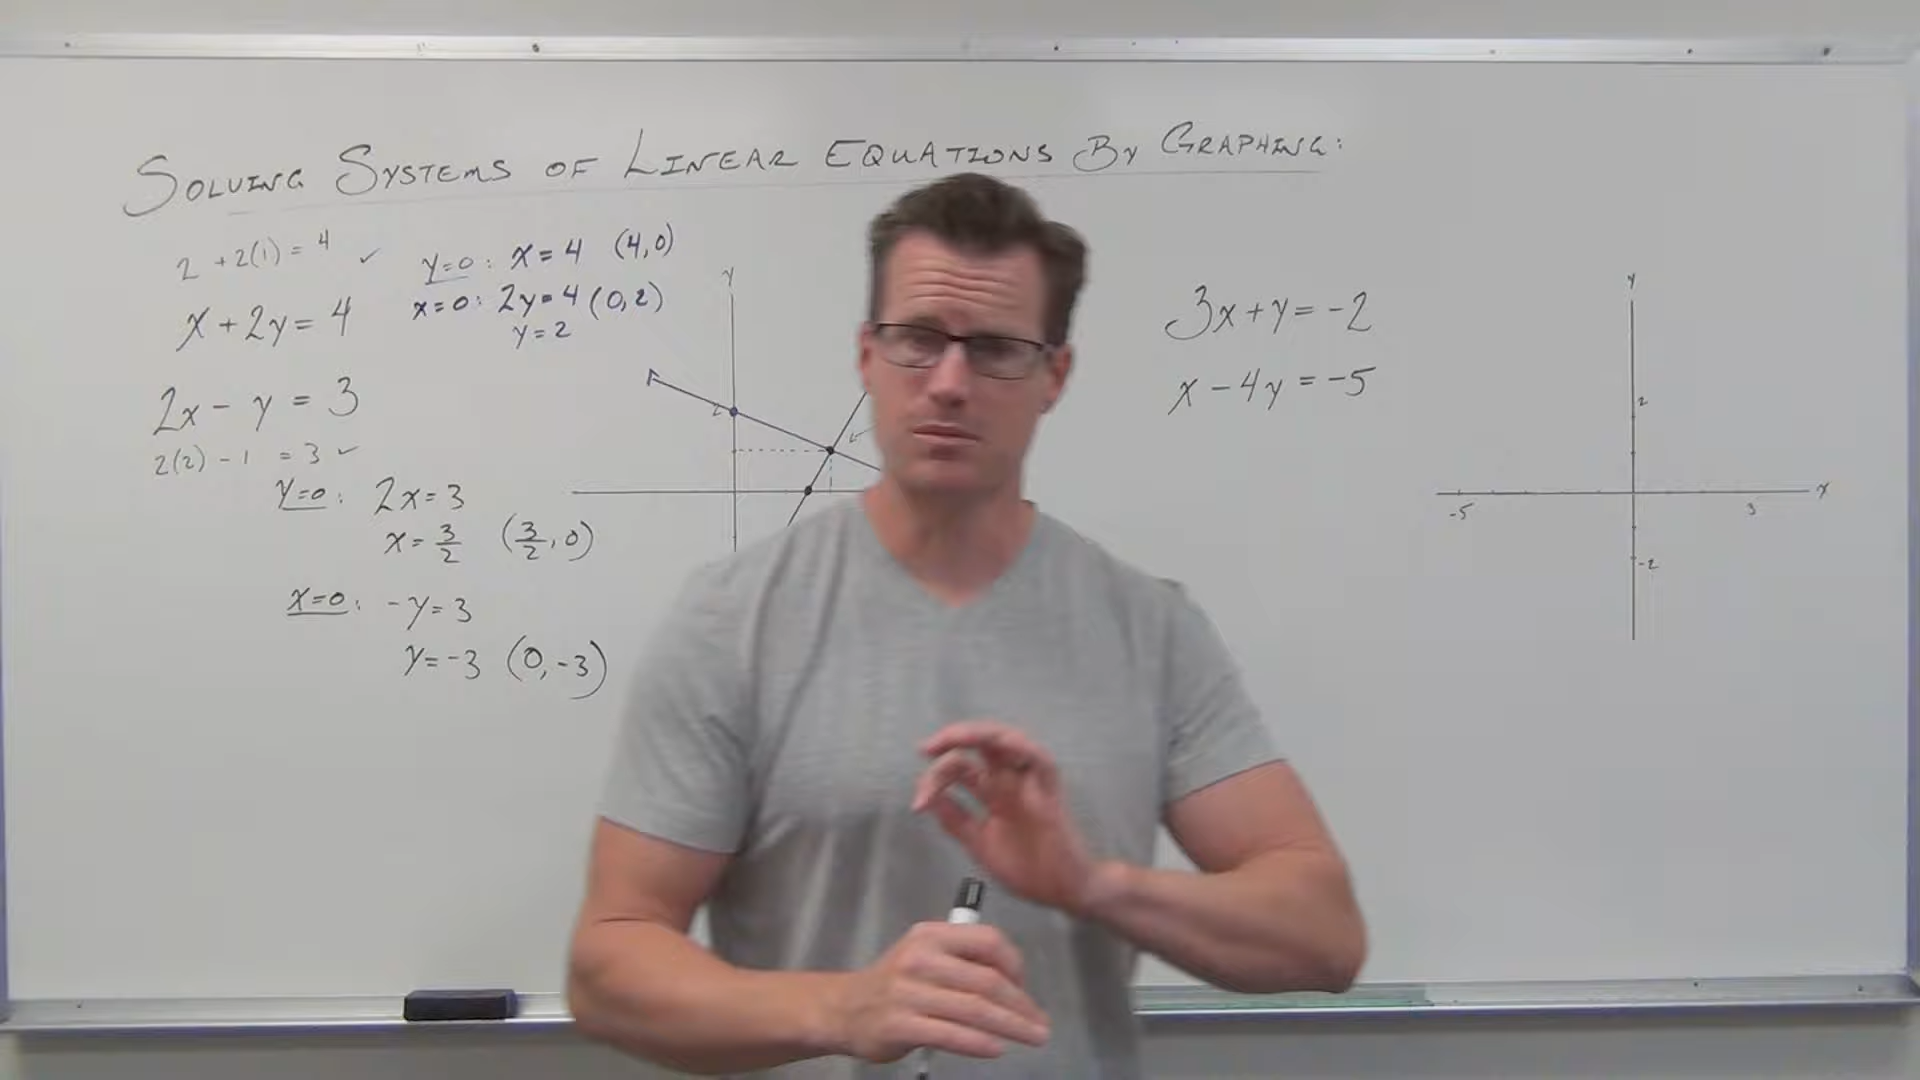 SOLVING SYSTEMS OF LINEAR EQUATIONS BY GRAPHING:
2 + 2(1) = 4 ✓
x + 2y = 4
2x - y = 3
2(2) - 1 = 3 ✓
y=0: x = 4 (4,0)
x=0: 2y = 4 (0,2)
y = 2
y=0: 2x = 3
x = 3/2 (3/2, 0)
x=0: -y = 3
y = -3 (0, -3)
y
2
3x + y = -2
x - 4y = -5
y
2
x
-5
3
-2